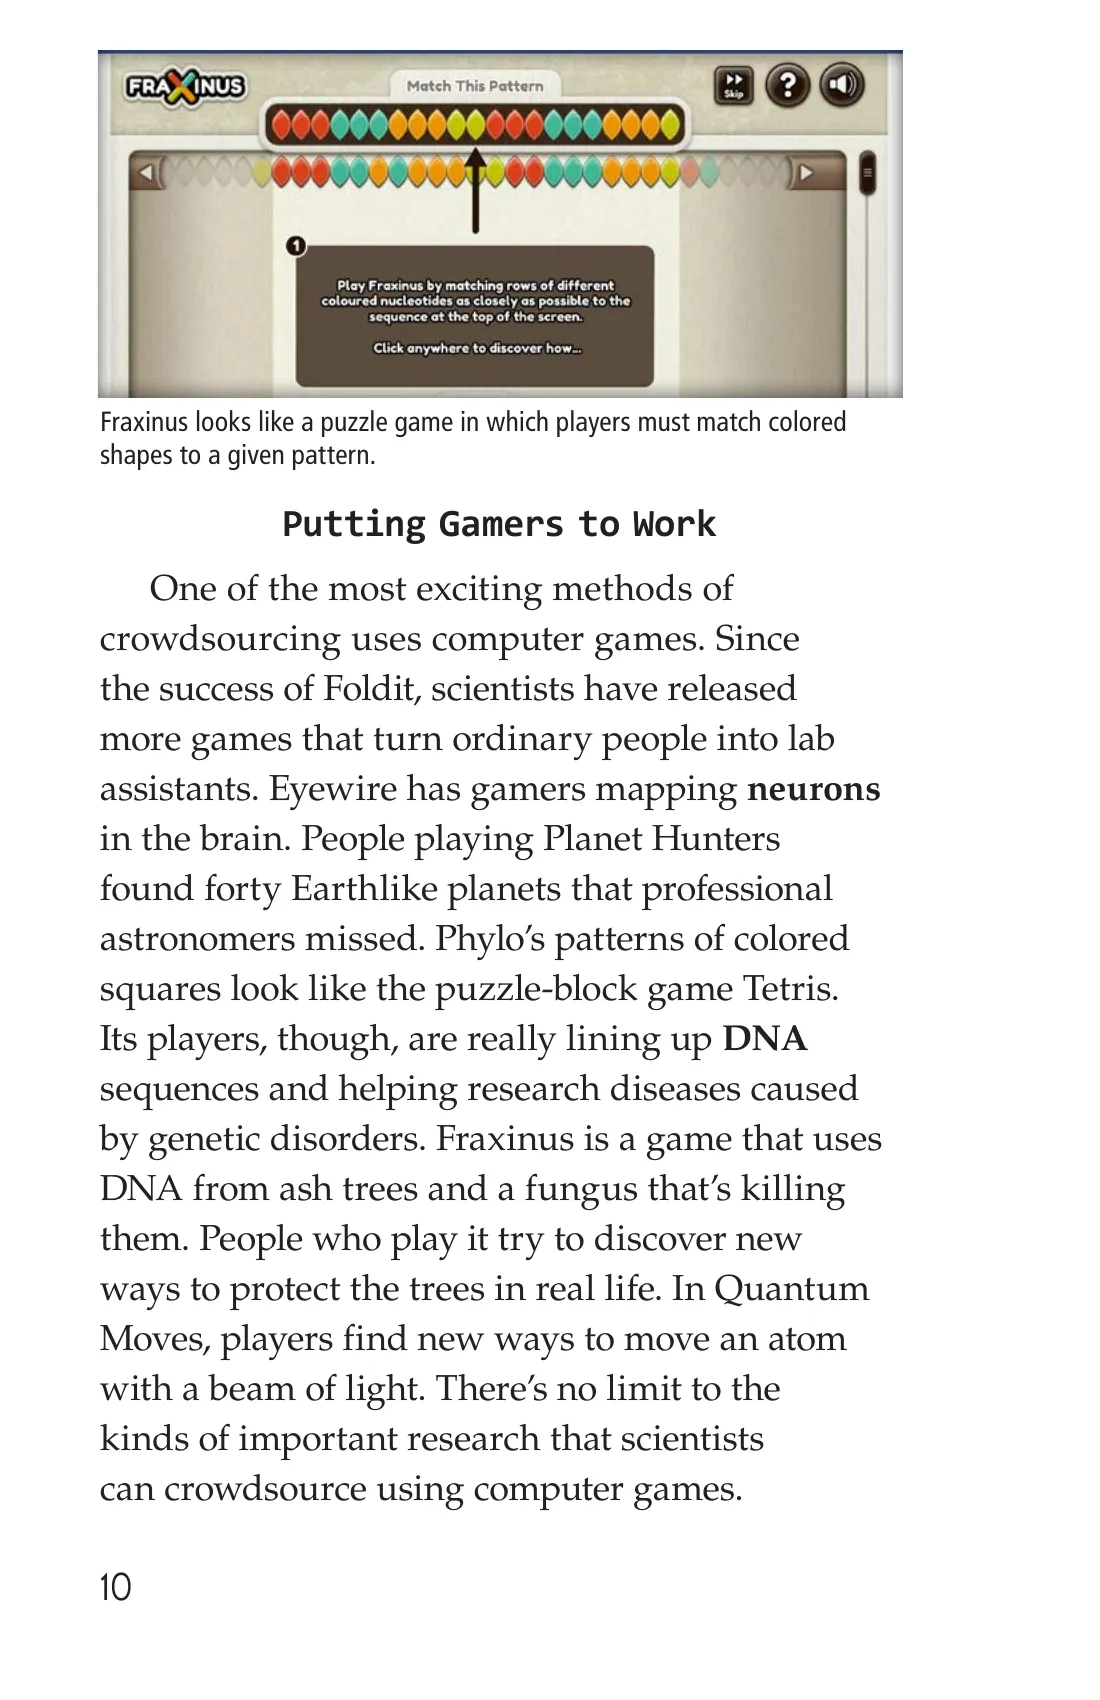 FRAXINUS
Match This Pattern
Skip
?
1
Play Fraxinus by matching rows of different
coloured nucleotides as closely as possible to the
sequence at the top of the screen.
Click anywhere to discover how...
Fraxinus looks like a puzzle game in which players must match colored
shapes to a given pattern.
Putting Gamers to Work
One of the most exciting methods of
crowdsourcing uses computer games. Since
the success of Foldit, scientists have released
more games that turn ordinary people into lab
assistants. Eyewire has gamers mapping neurons
in the brain. People playing Planet Hunters
found forty Earthlike planets that professional
astronomers missed. Phylo's patterns of colored
squares look like the puzzle-block game Tetris.
Its players, though, are really lining up DNA
sequences and helping research diseases caused
by genetic disorders. Fraxinus is a game that uses
DNA from ash trees and a fungus that's killing
them. People who play it try to discover new
ways to protect the trees in real life. In Quantum
Moves, players find new ways to move an atom
with a beam of light. There's no limit to the
kinds of important research that scientists
can crowdsource using computer games.
10